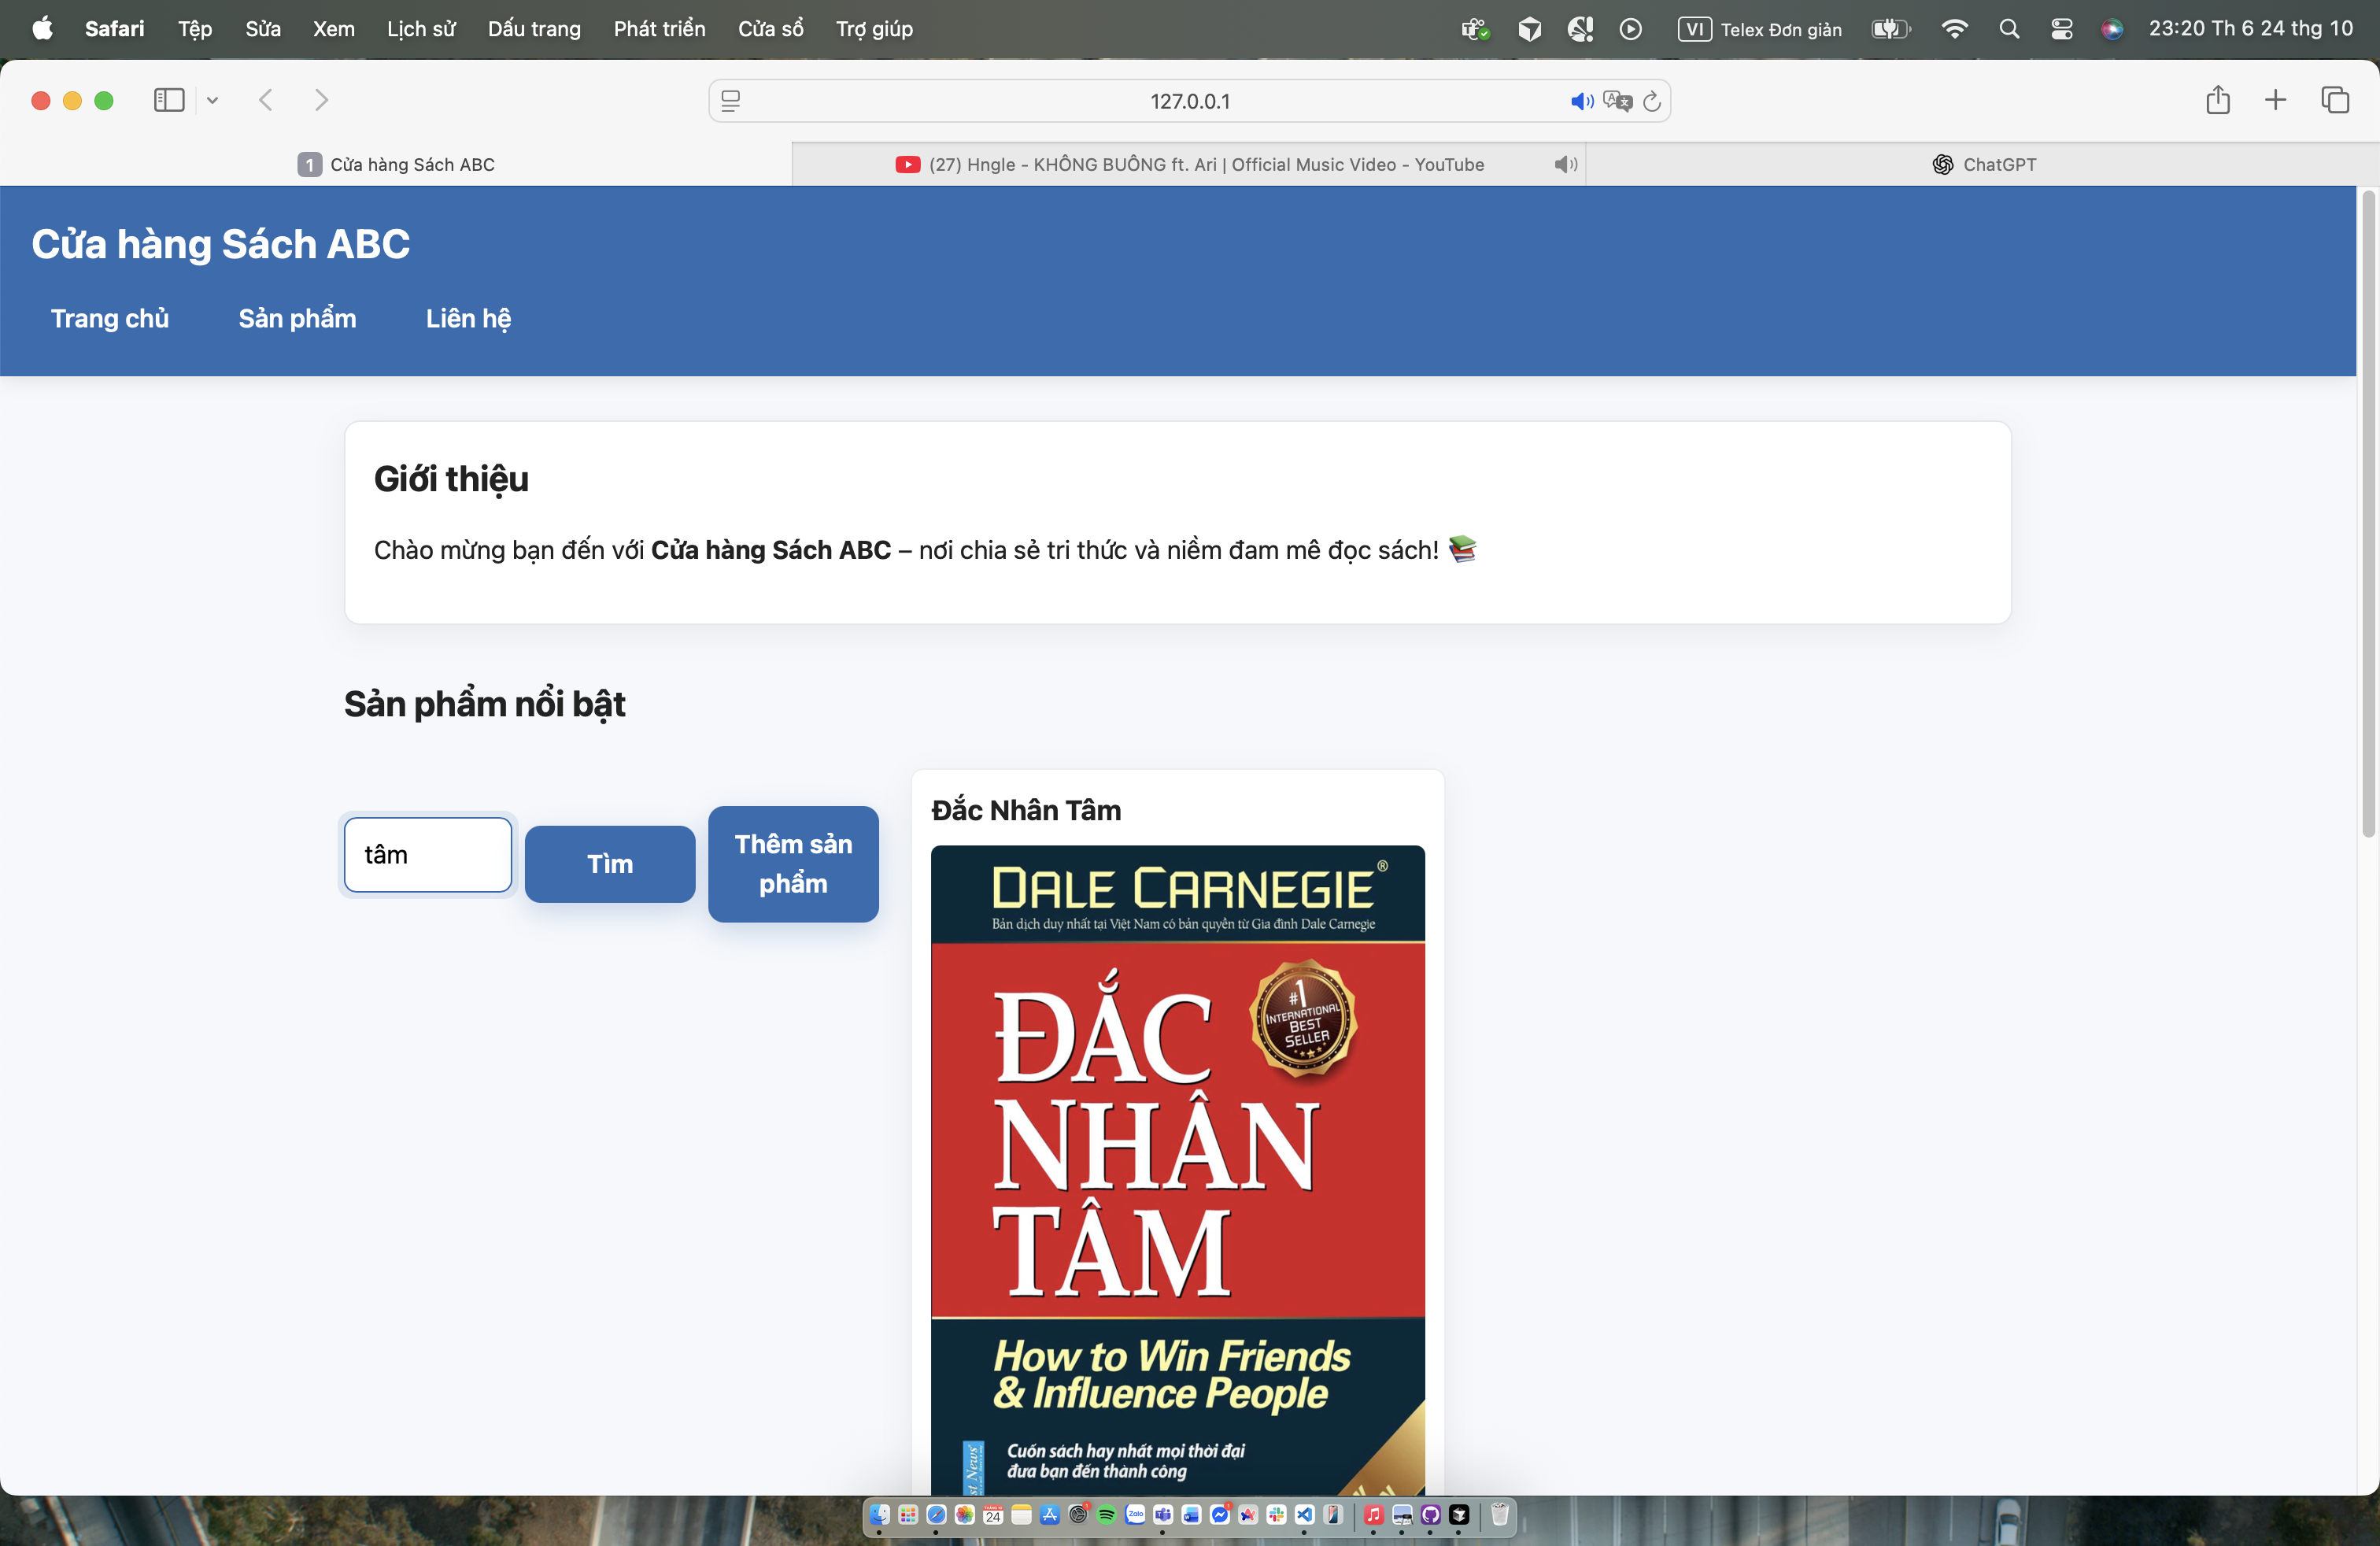 Safari Tệp Sửa Xem Lịch sử Dấu trang Phát triển Cửa sổ Trợ giúp VI Telex Đơn giản 23:20 Th 6 24 thg 10
127.0.0.1
1 Cửa hàng Sách ABC
(27) Hngle - KHÔNG BUÔNG ft. Ari | Official Music Video - YouTube
ChatGPT
Cửa hàng Sách ABC
Trang chủ Sản phẩm Liên hệ
Giới thiệu
Chào mừng bạn đến với Cửa hàng Sách ABC – nơi chia sẻ tri thức và niềm đam mê đọc sách!
Sản phẩm nổi bật
tâm
Tìm
Thêm sản
phẩm
Đắc Nhân Tâm
DALE CARNEGIE®
Bản dịch duy nhất tại Việt Nam có bản quyền từ Gia đình Dale Carnegie
ĐẮC
NHÂN
TÂM
#1
INTERNATIONAL
BEST
SELLER
How to Win Friends
& Influence People
Cuốn sách hay nhất mọi thời đại
đưa bạn đến thành công
News
24
Zalo